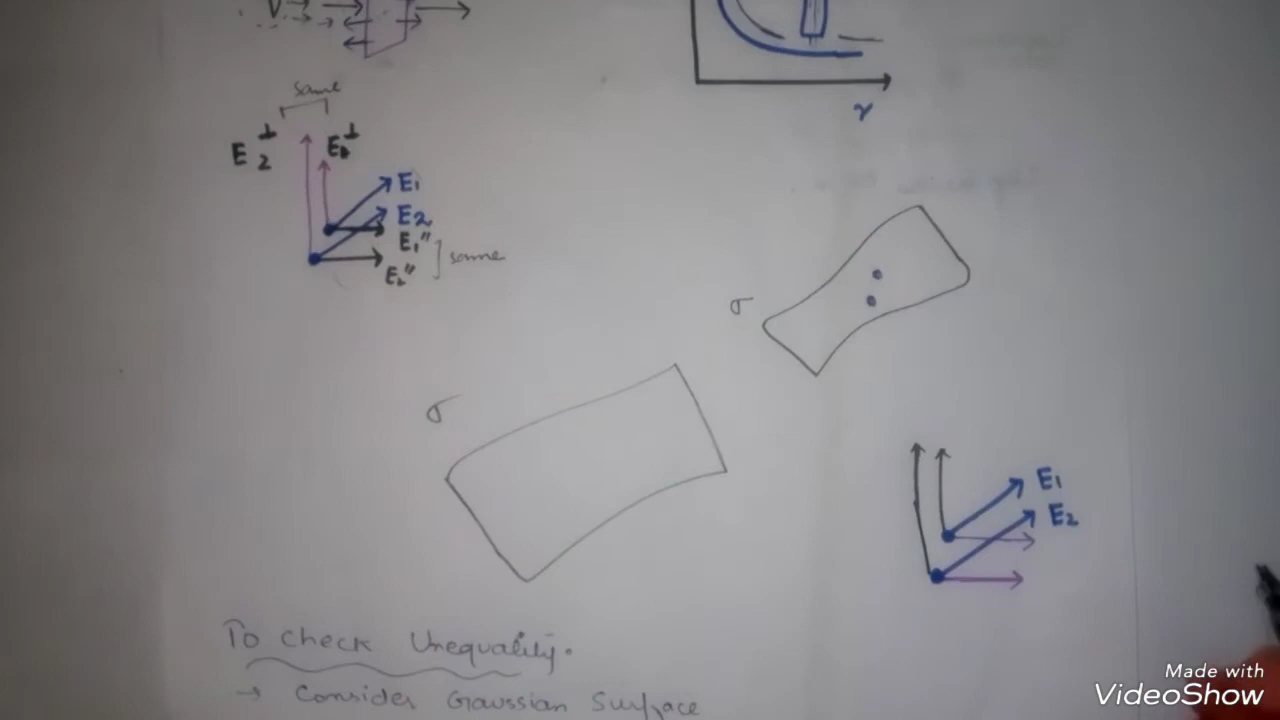 V
r
same
E2⊥ E1⊥
E1
E2
E1''
same
E2''
σ
σ
E1
E2
To check Unequality.
→ Consider Gaussian Surface
Made with
VideoShow